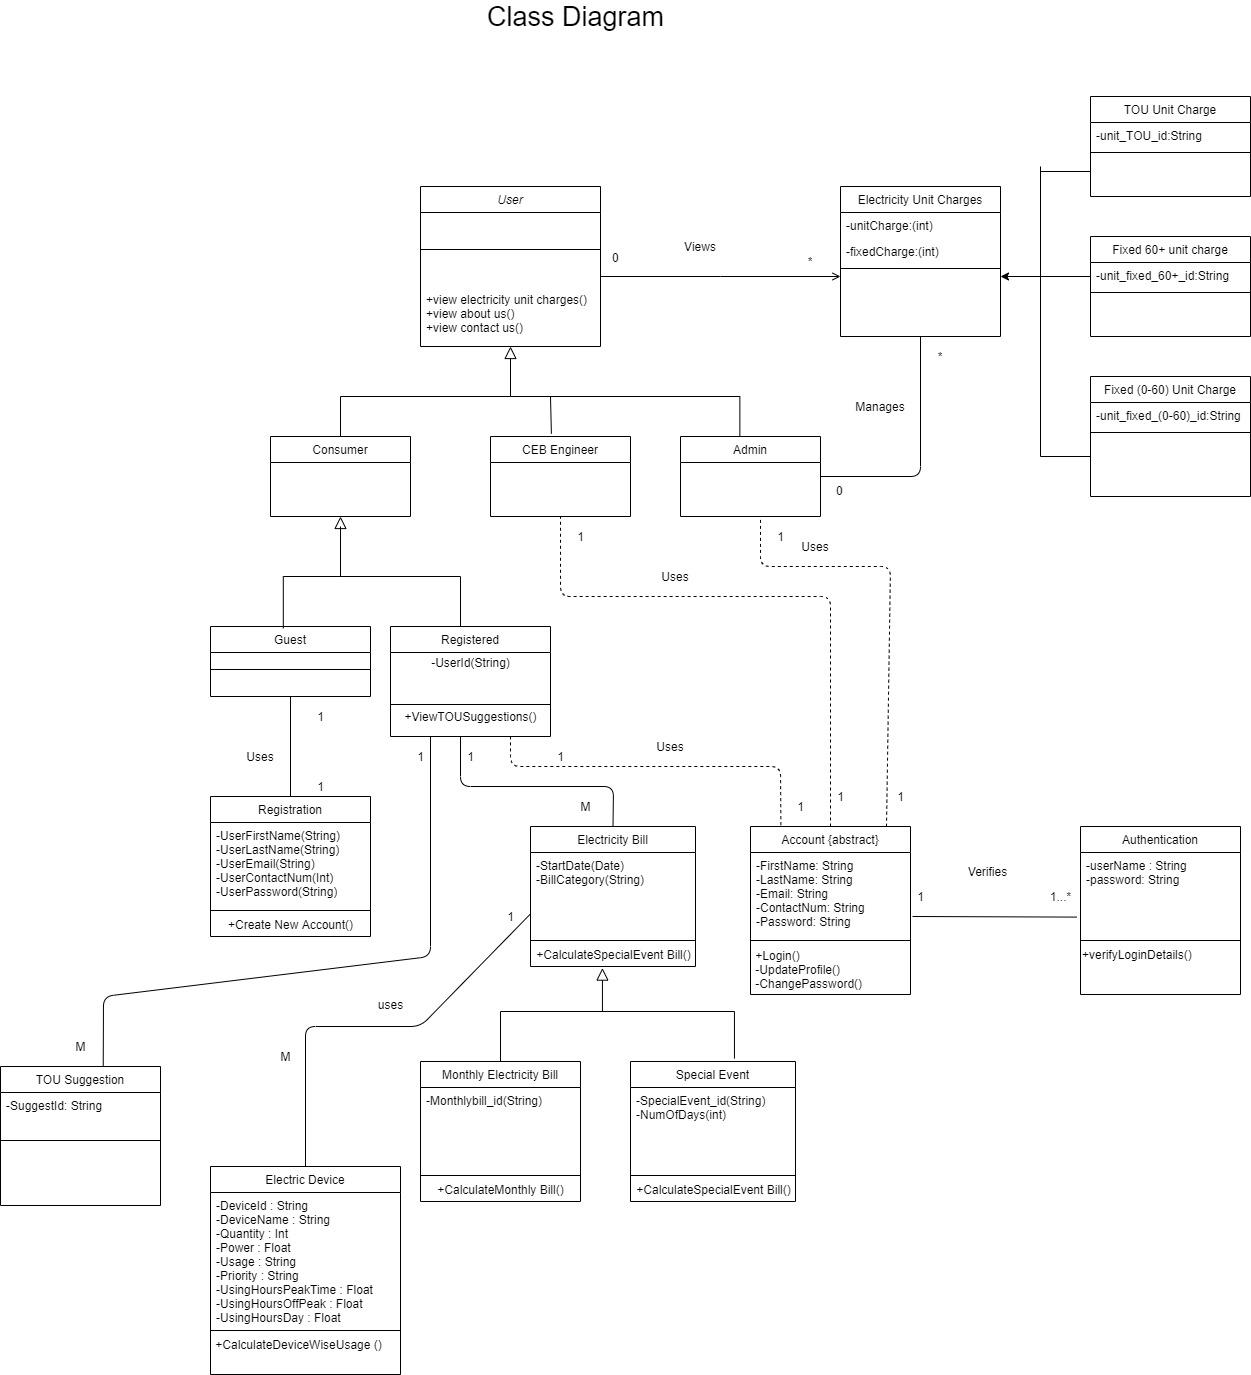 Class Diagram
TOU Unit Charge
-unit_TOU_id:String
User
+view electricity unit charges()
+view about us()
+view contact us()
0
Views
*
Electricity Unit Charges
-unitCharge:(int)
-fixedCharge:(int)
Fixed 60+ unit charge
-unit_fixed_60+_id:String
Fixed (0-60) Unit Charge
-unit_fixed_(0-60)_id:String
*
Manages
0
Consumer
CEB Engineer
Admin
1
Uses
1
Uses
Guest
Registered
-UserId(String)
+ViewTOUSuggestions()
1
Uses
1
1
1
1
Uses
M
1
1
1
Registration
-UserFirstName(String)
-UserLastName(String)
-UserEmail(String)
-UserContactNum(Int)
-UserPassword(String)
+Create New Account()
Electricity Bill
-StartDate(Date)
-BillCategory(String)
+CalculateSpecialEvent Bill()
1
Account {abstract}
-FirstName: String
-LastName: String
-Email: String
-ContactNum: String
-Password: String
+Login()
-UpdateProfile()
-ChangePassword()
Verifies
1
1...*
Authentication
-userName : String
-password: String
+verifyLoginDetails()
uses
M
M
TOU Suggestion
-SuggestId: String
Monthly Electricity Bill
-Monthlybill_id(String)
+CalculateMonthly Bill()
Special Event
-SpecialEvent_id(String)
-NumOfDays(int)
+CalculateSpecialEvent Bill()
Electric Device
-DeviceId : String
-DeviceName : String
-Quantity : Int
-Power : Float
-Usage : String
-Priority : String
-UsingHoursPeakTime : Float
-UsingHoursOffPeak : Float
-UsingHoursDay : Float
+CalculateDeviceWiseUsage ()